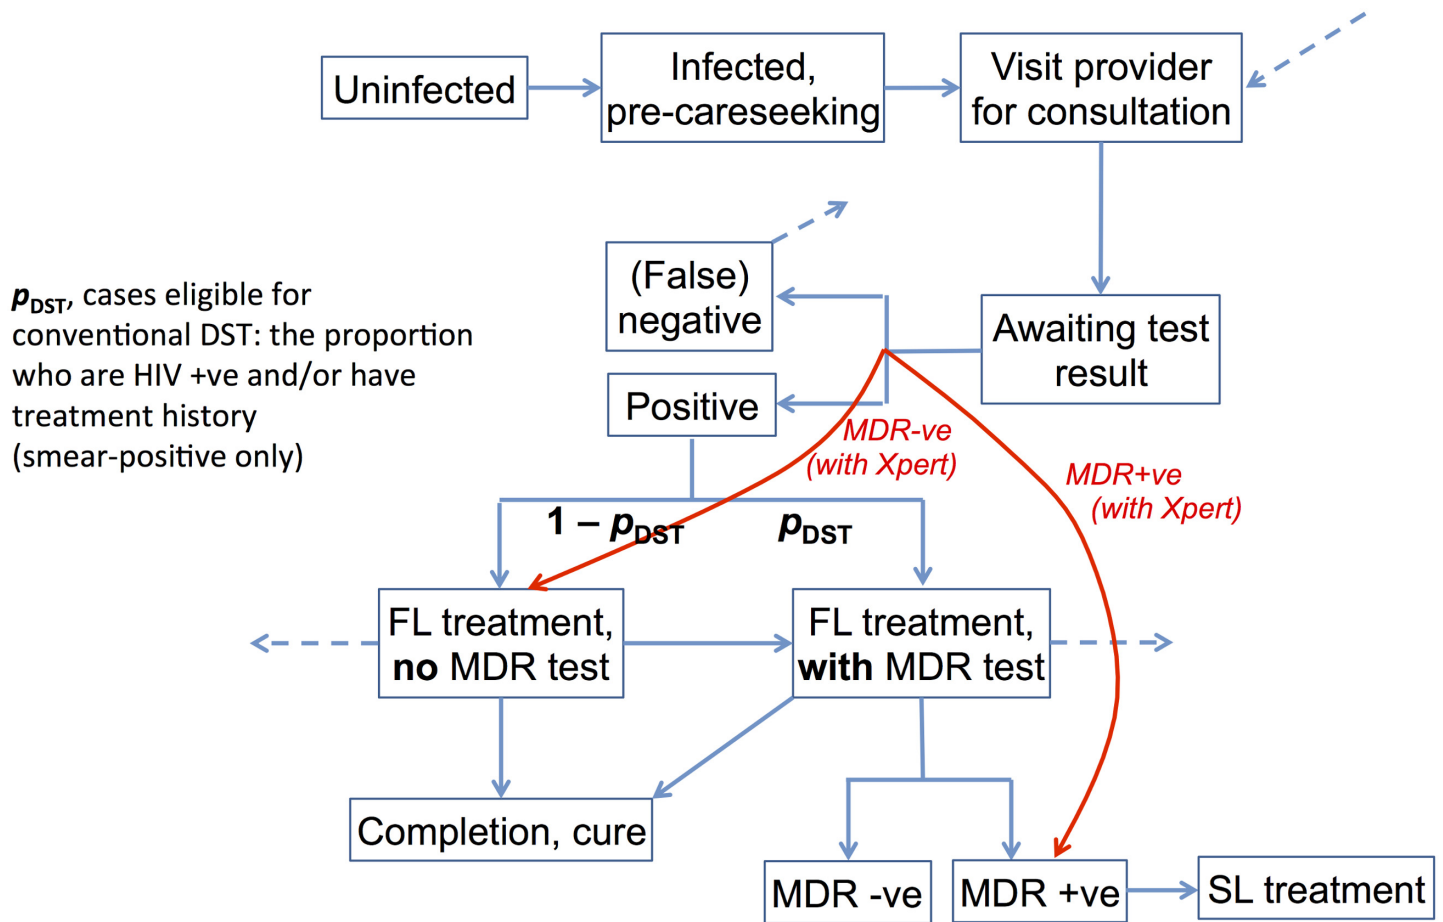 Uninfected
Infected,
pre-careseeking
Visit provider
for consultation
(False)
negative
Awaiting test
result
Positive
p_DST, cases eligible for
conventional DST: the proportion
who are HIV +ve and/or have
treatment history
(smear-positive only)
MDR-ve
(with Xpert)
MDR+ve
(with Xpert)
1 – p_DST
p_DST
FL treatment,
no MDR test
FL treatment,
with MDR test
Completion, cure
MDR -ve
MDR +ve
SL treatment